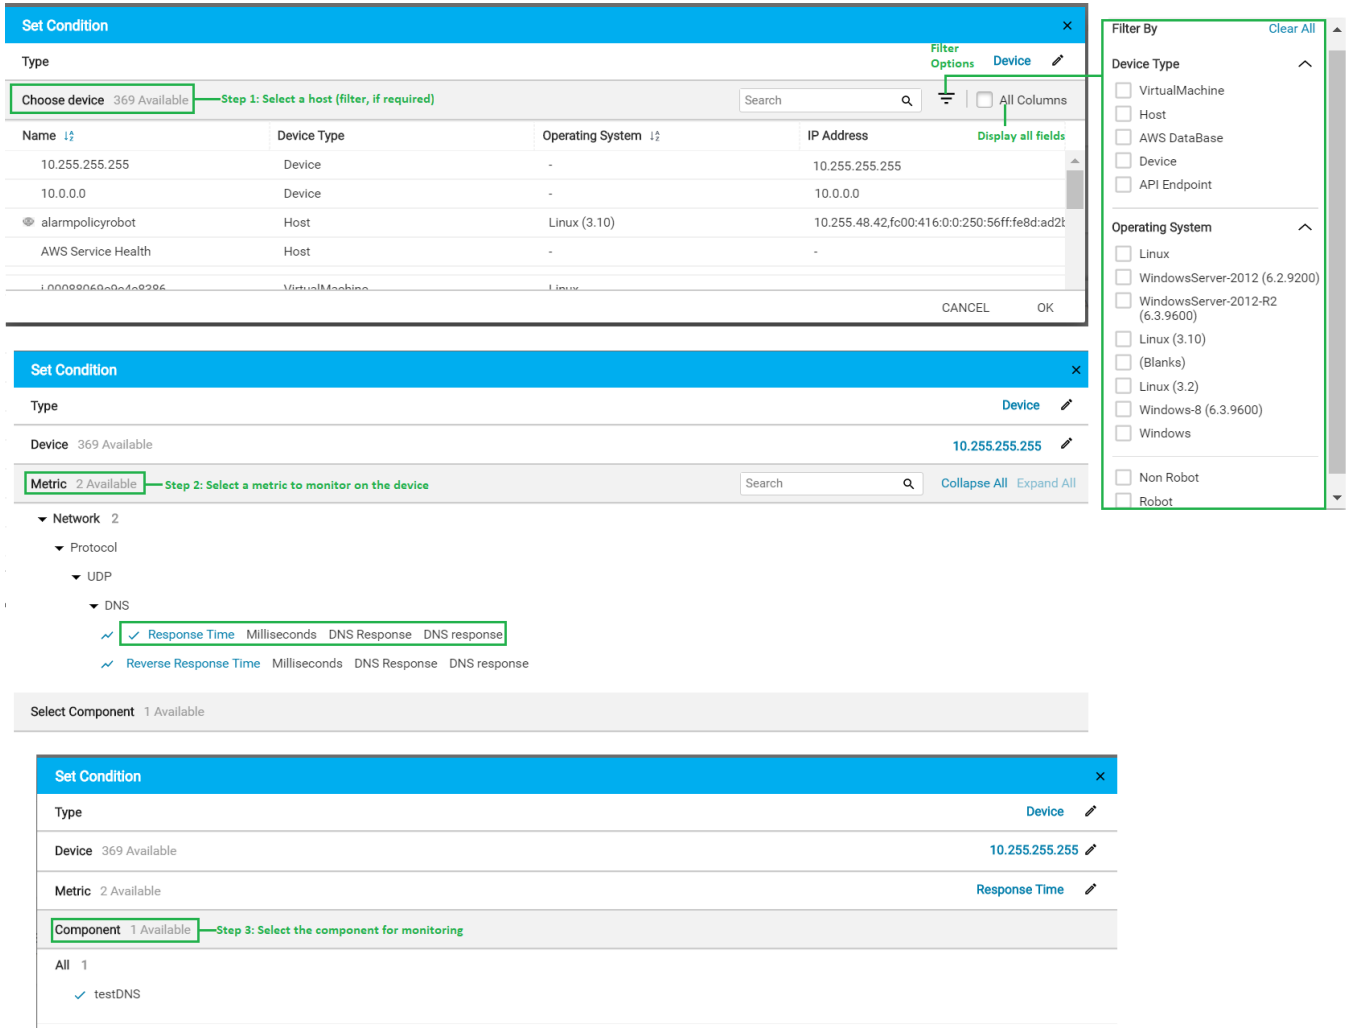 Set Condition ×
Type Filter Options Device
Choose device 369 Available Step 1: Select a host (filter, if required) Search All Columns
Name Device Type Operating System IP Address Display all fields
10.255.255.255 Device - 10.255.255.255
10.0.0.0 Device - 10.0.0.0
alarmpolicyrobot Host Linux (3.10) 10.255.48.42,fc00:416:0:0:250:56ff:fe8d:ad2b
AWS Service Health Host - -
i-00088069c9c4e8386 VirtualMachine Linux
CANCEL OK
Filter By Clear All
Device Type
VirtualMachine
Host
AWS DataBase
Device
API Endpoint
Operating System
Linux
WindowsServer-2012 (6.2.9200)
WindowsServer-2012-R2
(6.3.9600)
Linux (3.10)
(Blanks)
Linux (3.2)
Windows-8 (6.3.9600)
Windows
Non Robot
Robot
Set Condition ×
Type Device
Device 369 Available 10.255.255.255
Metric 2 Available Step 2: Select a metric to monitor on the device Search Collapse All Expand All
Network 2
Protocol
UDP
DNS
Response Time Milliseconds DNS Response DNS response
Reverse Response Time Milliseconds DNS Response DNS response
Select Component 1 Available
Set Condition ×
Type Device
Device 369 Available 10.255.255.255
Metric 2 Available Response Time
Component 1 Available Step 3: Select the component for monitoring
All 1
testDNS